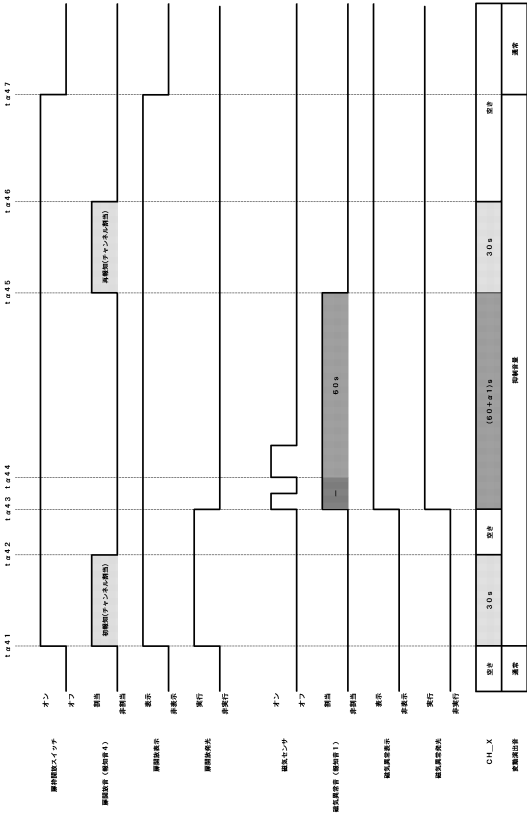 tα41
tα42
tα43
tα44
tα45
tα46
tα47
扉枠開放スイッチ
オン
オフ
扉開放音(報知音4)
割当
非割当
初報知(チャンネル割当)
再報知(チャンネル割当)
扉開放表示
表示
非表示
扉開放発光
実行
非実行
磁気センサ
オン
オフ
磁気異常音(報知音1)
割当
非割当
－
60s
磁気異常表示
表示
非表示
磁気異常発光
実行
非実行
CH_X
空き
30s
空き
(60+α1)s
30s
空き
変動演出音
通常
抑制音量
通常